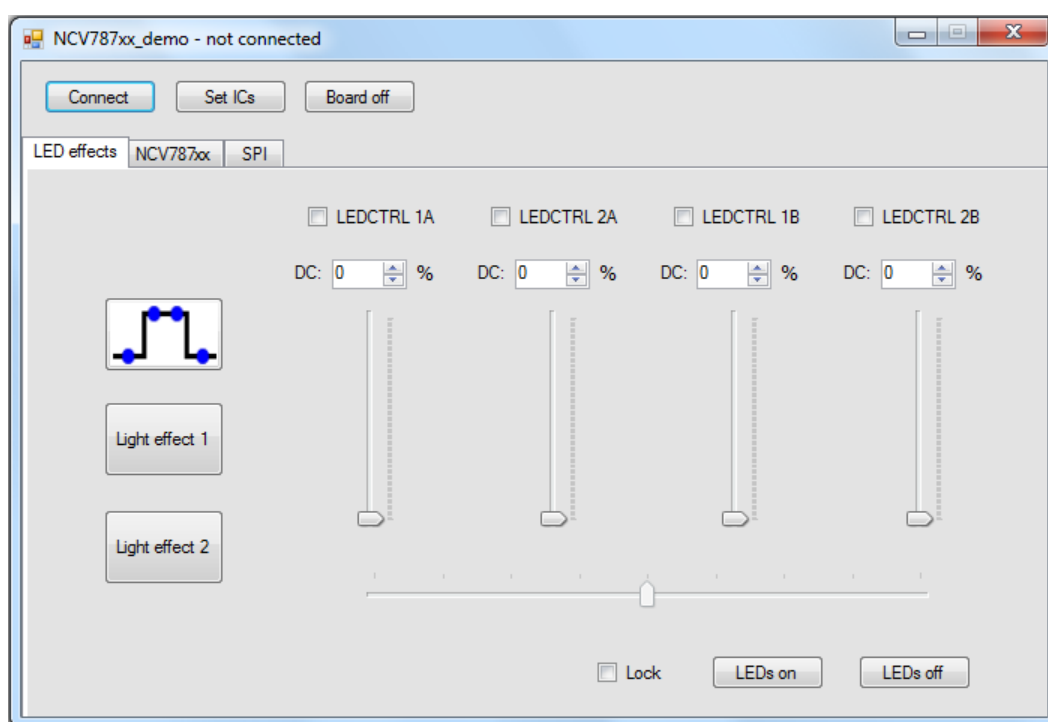 NCV787xx_demo - not connected
Connect Set ICs Board off
LED effects NCV787xx SPI
LEDCTRL 1A LEDCTRL 2A LEDCTRL 1B LEDCTRL 2B
DC: 0 % DC: 0 % DC: 0 % DC: 0 %
Light effect 1
Light effect 2
Lock LEDs on LEDs off